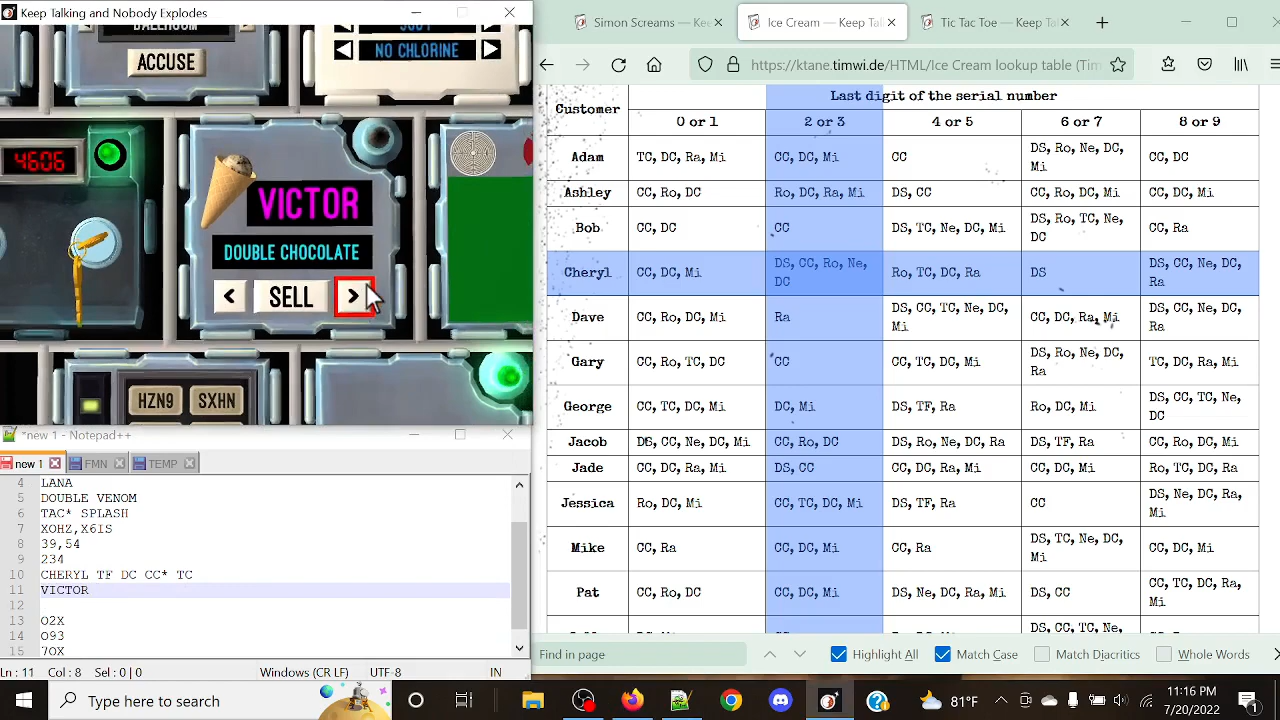 Keep Talking and Nobody Explodes
BALLROOM
ACCUSE
NO CHLORINE
4606
VICTOR
DOUBLE CHOCOLATE
< SELL >
HZN9 SXHN
*new 1 - Notepad++
new 1 FMN TEMP
4 LANA
5 DOUBLE VENOM
6 TAC* SPLASH
7 XOHZ,X6IS
8 39,54
9 234
10 CHERYL TF DC CC* TC
11 VICTOR
12
13 O2X
14 O93
15 7OX
Ln : 11 Col : 8 Sel : 0 | 0 Windows (CR LF) UTF-8 IN
Simon Screams — Ke
Ice Cream — Keep Tal
Tic Tac Toe — Keep
https://ktane.timwi.de/HTML/Ice Cream lookup table (Tim
Customer Last digit of the serial number
0 or 1 2 or 3 4 or 5 6 or 7 8 or 9
Adam TC, DC, Ra, Mi CC, DC, Mi CC DS, Ro, Ne, DC, Mi CC, DC
Ashley CC, Ro, DC Ro, DC, Ra, Mi DS, CC CC, Ro, DC, Mi CC, DC, Mi
Bob CC, DC CC DS, TC, Ne, DC, Mi DS, Ro, TC, Ne, DC CC, Ra
Cheryl CC, DC, Mi DS, CC, Ro, Ne, DC Ro, TC, DC, Ra DS DS, CC, Ne, DC, Ra
Dave CC, Ro, DC, Mi Ra DS, CC, TC, Ne, DC, Mi CC, DC, Ra, Mi DS, CC, Ne, DC, Ra
Gary CC, Ro, TC, DC CC CC, TC, DC, Mi DS, Ro, Ne, DC, Ra TC, DC, Ra, Mi
George CC, TC, DC, Mi DC, Mi DS, TF, Ra Ro, DC, Mi DS, CC, TC, Ne, DC
Jacob DS, CC, Ne, DC, Mi CC, Ro, DC DS, Ro, Ne, DC, Ra DS, TF, Ra CC, Ro, DC, Mi
Jade CC, DC, Ra, Mi DS, CC CC, DC, Ra, Mi CC, DC, Mi Ro, TC, DC, Ra
Jessica Ro, DC, Mi CC, TC, DC, Mi DS, TF, Ra CC DS, Ne, DC, Ra, Mi
Mike CC, Ra CC, DC, Mi CC, Ra DS, TC, Ne, DC, Mi CC, DC, Mi
Pat CC, Ro, DC CC, DC, Mi DS, Ne, DC, Ra, Mi DS, CC CC, TC, DC, Ra, Mi
DS, CC, TC, Ne,
Find in page Highlight All Match Case Match Diacritics Whole Words
Type here to search
81°F
11:10 PM
7/20/2022